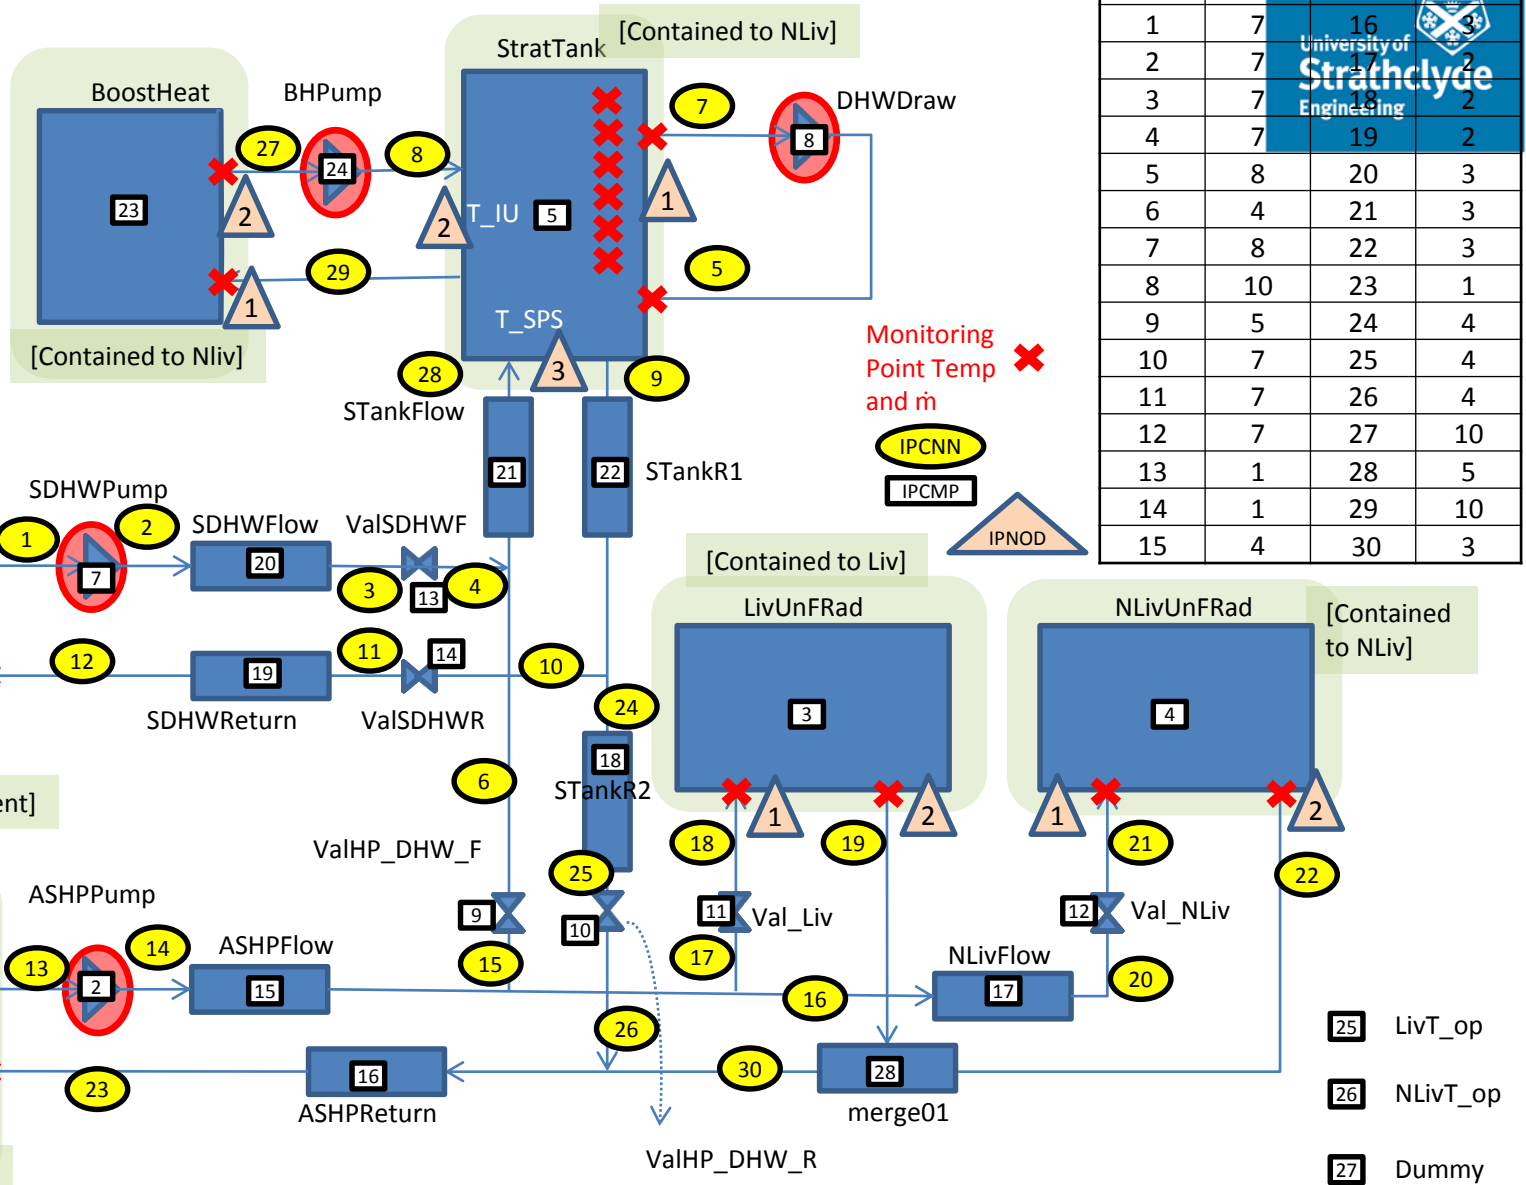 [Contained to NLiv]
StratTank
BoostHeat
BHPump
DHWDraw
27
24
8
7
8
23
2
2
T_IU
5
1
29
1
5
T_SPS
3
[Contained to Nliv]
28
9
STankFlow
21
22
STankR1
Monitoring
Point Temp
and ṁ
IPCNN
IPCMP
IPNOD
1 7 16 3
2 7 17 2
3 7 18 2
4 7 19 2
5 8 20 3
6 4 21 3
7 8 22 3
8 10 23 1
9 5 24 4
10 7 25 4
11 7 26 4
12 7 27 10
13 1 28 5
14 1 29 10
15 4 30 3
University of
Strathclyde
Engineering
SDHWPump
1
2
7
SDHWFlow
20
ValSDHWF
3
13
4
12
19
11
14
10
SDHWReturn
ValSDHWR
24
18
STankR2
6
ValHP_DHW_F
25
9
10
15
26
[Contained to Liv]
LivUnFRad
3
1
2
18
19
11
Val_Liv
17
NLivUnFRad
[Contained
to NLiv]
4
1
2
21
22
12
Val_NLiv
20
NLivFlow
17
16
ent]
ASHPPump
13
14
2
ASHPFlow
15
23
16
ASHPReturn
30
28
merge01
ValHP_DHW_R
25 LivT_op
26 NLivT_op
27 Dummy